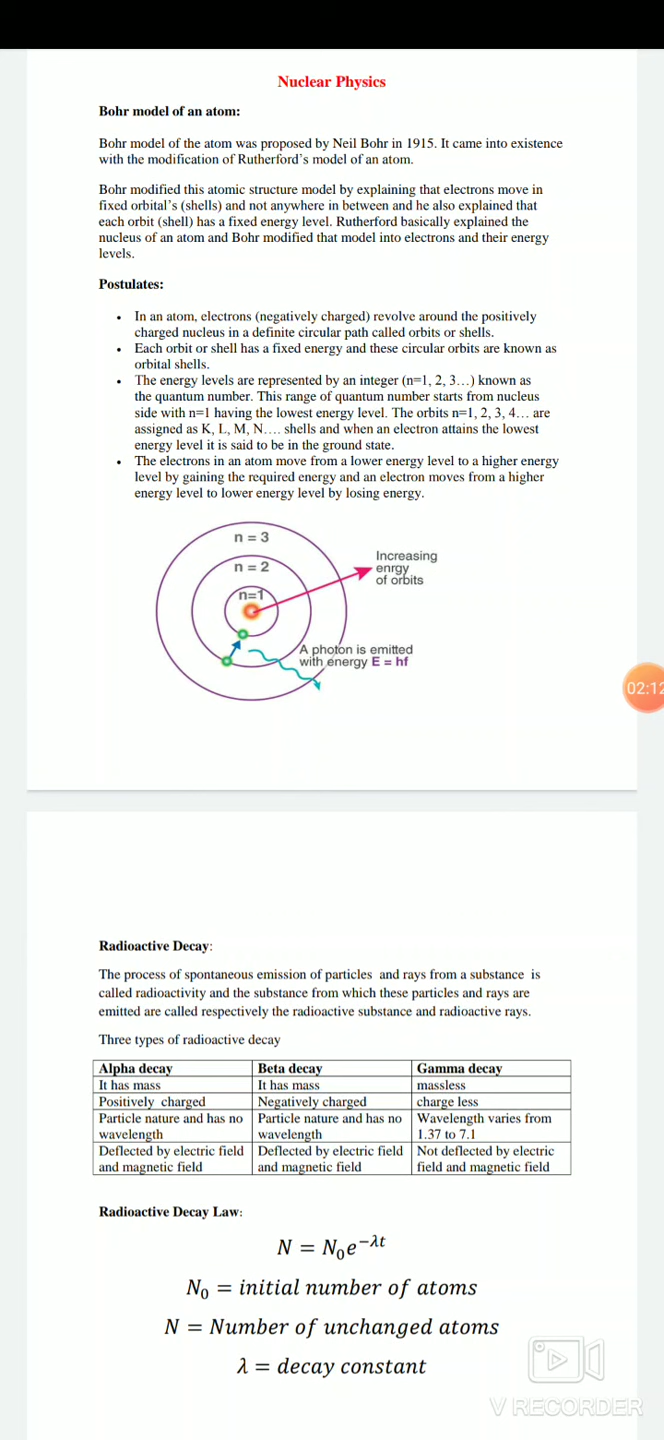 Nuclear Physics
Bohr model of an atom:
Bohr model of the atom was proposed by Neil Bohr in 1915. It came into existence
with the modification of Rutherford's model of an atom.
Bohr modified this atomic structure model by explaining that electrons move in
fixed orbital's (shells) and not anywhere in between and he also explained that
each orbit (shell) has a fixed energy level. Rutherford basically explained the
nucleus of an atom and Bohr modified that model into electrons and their energy
levels.
Postulates:
• In an atom, electrons (negatively charged) revolve around the positively
charged nucleus in a definite circular path called orbits or shells.
• Each orbit or shell has a fixed energy and these circular orbits are known as
orbital shells.
• The energy levels are represented by an integer (n=1, 2, 3…) known as
the quantum number. This range of quantum number starts from nucleus
side with n=1 having the lowest energy level. The orbits n=1, 2, 3, 4… are
assigned as K, L, M, N…. shells and when an electron attains the lowest
energy level it is said to be in the ground state.
• The electrons in an atom move from a lower energy level to a higher energy
level by gaining the required energy and an electron moves from a higher
energy level to lower energy level by losing energy.
n = 3
n = 2
n=1
Increasing
enrgy
of orbits
A photon is emitted
with energy E = hf
02:12
Radioactive Decay:
The process of spontaneous emission of particles and rays from a substance is
called radioactivity and the substance from which these particles and rays are
emitted are called respectively the radioactive substance and radioactive rays.
Three types of radioactive decay
Alpha decay Beta decay Gamma decay
It has mass It has mass massless
Positively charged Negatively charged charge less
Particle nature and has no Particle nature and has no Wavelength varies from
wavelength wavelength 1.37 to 7.1
Deflected by electric field Deflected by electric field Not deflected by electric
and magnetic field and magnetic field field and magnetic field
Radioactive Decay Law:
N = N₀e^−λt
N₀ = initial number of atoms
N = Number of unchanged atoms
λ = decay constant
V RECORDER